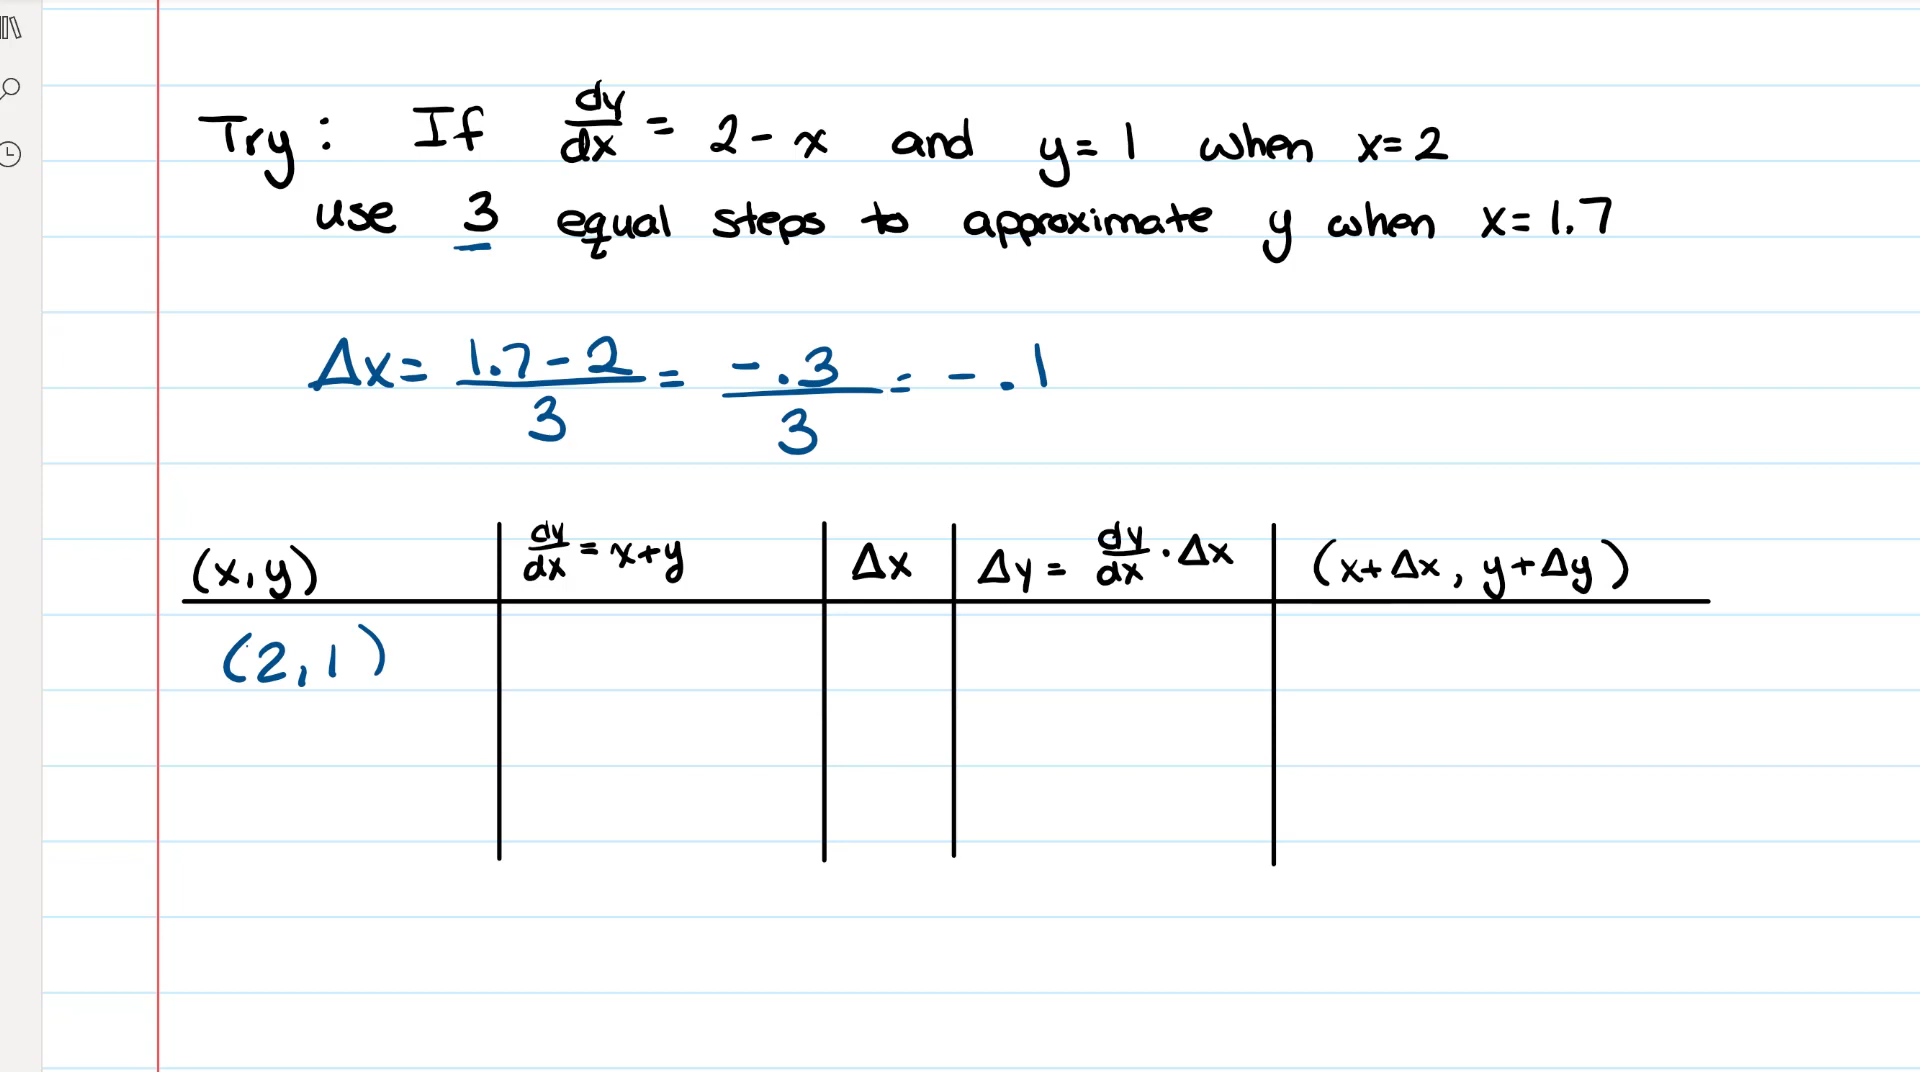 Try: If dy/dx = 2 - x and y = 1 when x = 2
use 3 equal steps to approximate y when x = 1.7
Δx = (1.7 - 2)/3 = (-.3)/3 = -.1
(x, y) | dy/dx = x + y | Δx | Δy = dy/dx · Δx | (x + Δx, y + Δy)
(2, 1)